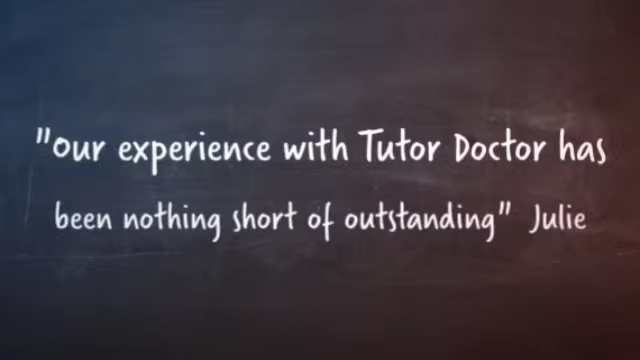 "Our experience with Tutor Doctor has
been nothing short of outstanding" Julie